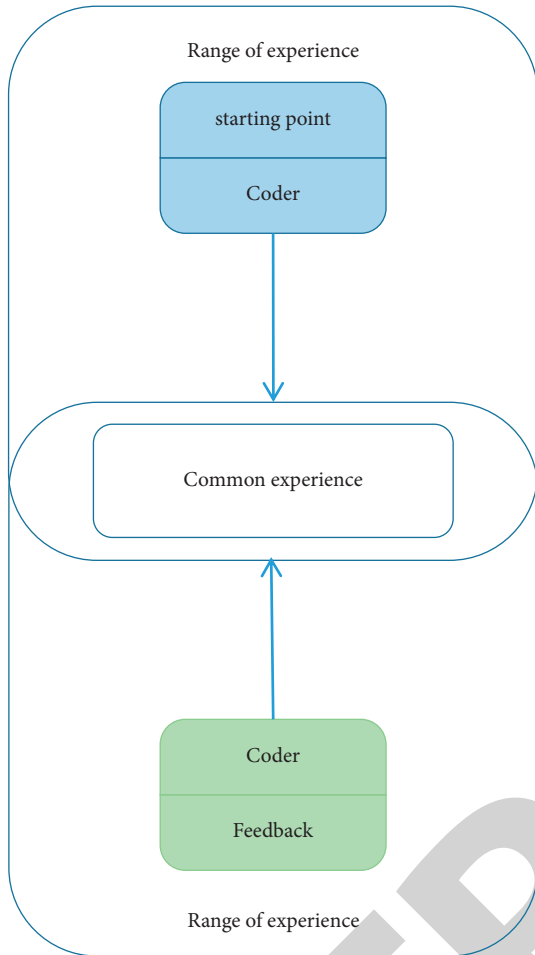 Range of experience
starting point
Coder
Common experience
Coder
Feedback
Range of experience